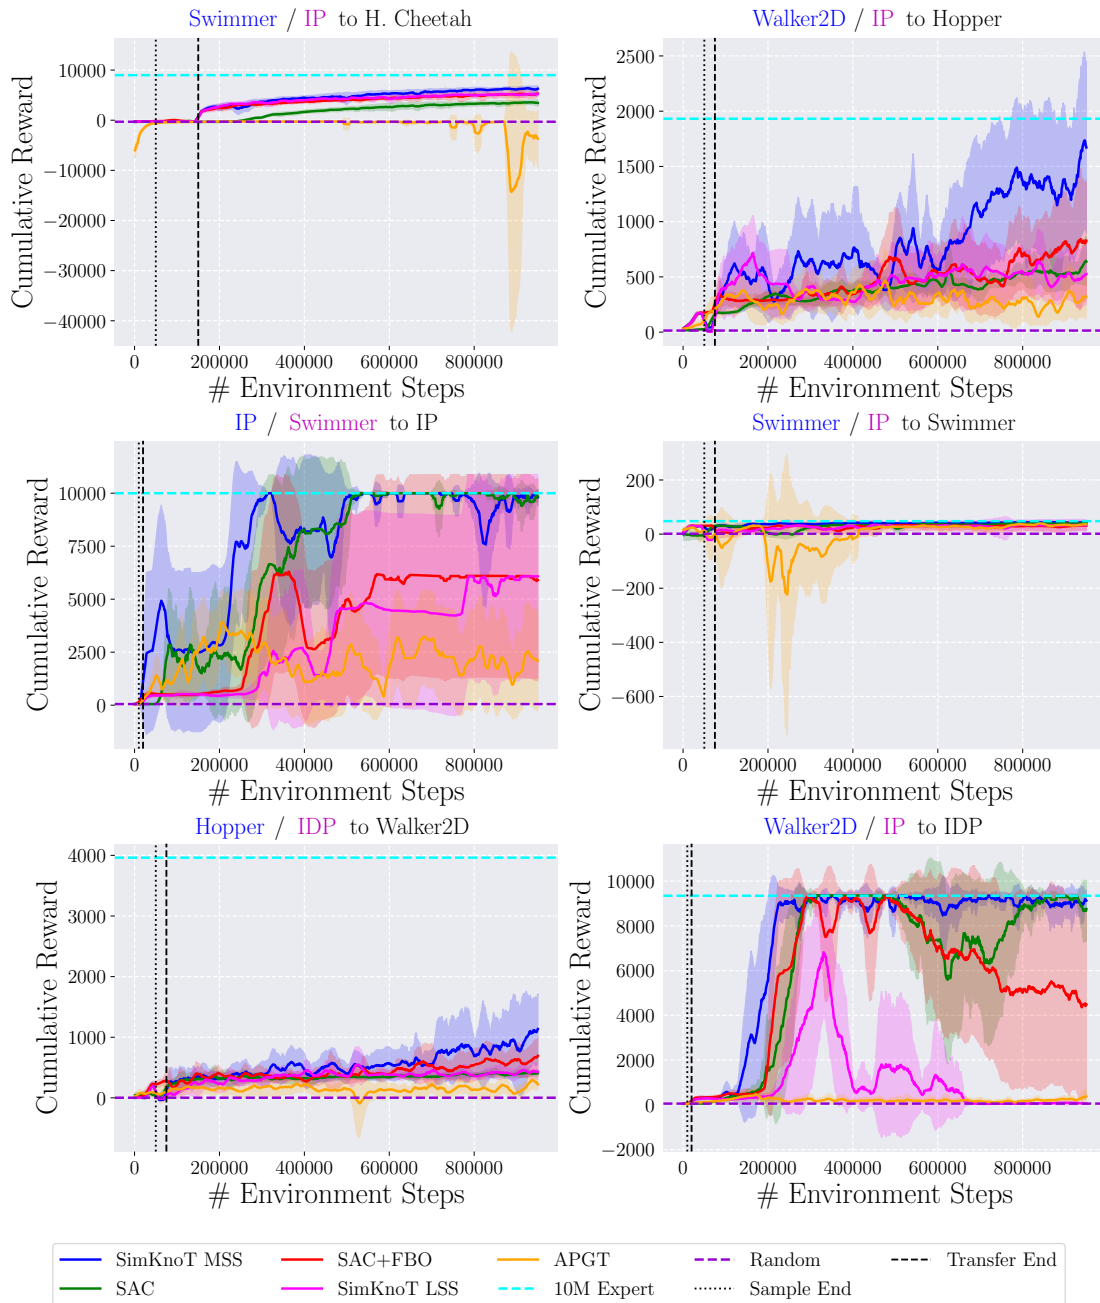 Swimmer / IP to H. Cheetah
Cumulative Reward
10000
0
−10000
−20000
−30000
−40000
0 200000 400000 600000 800000
# Environment Steps
Walker2D / IP to Hopper
Cumulative Reward
2500
2000
1500
1000
500
0
0 200000 400000 600000 800000
# Environment Steps
IP / Swimmer to IP
Cumulative Reward
10000
7500
5000
2500
0
0 200000 400000 600000 800000
# Environment Steps
Swimmer / IP to Swimmer
Cumulative Reward
200
0
−200
−400
−600
0 200000 400000 600000 800000
# Environment Steps
Hopper / IDP to Walker2D
Cumulative Reward
4000
3000
2000
1000
0
0 200000 400000 600000 800000
# Environment Steps
Walker2D / IP to IDP
Cumulative Reward
10000
8000
6000
4000
2000
0
−2000
0 200000 400000 600000 800000
# Environment Steps
SimKnoT MSS SAC+FBO APGT Random Transfer End
SAC SimKnoT LSS 10M Expert Sample End